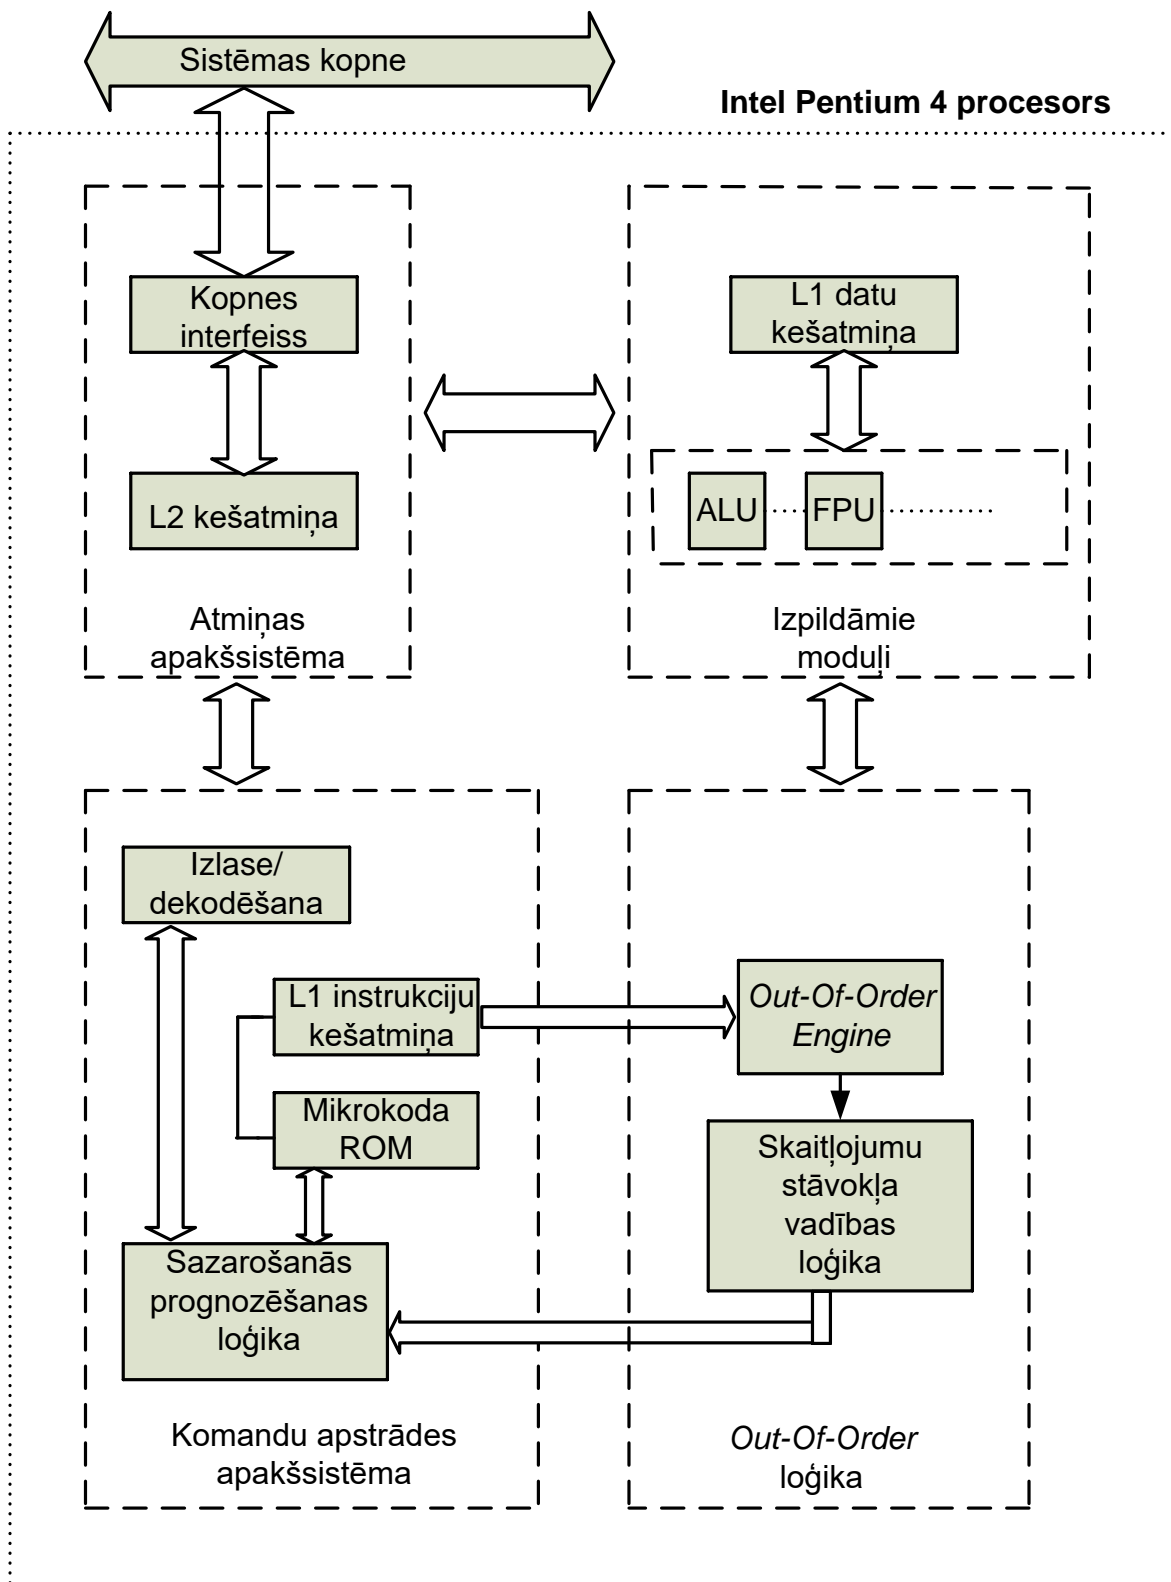 Sistēmas kopne
Intel Pentium 4 procesors
Kopnes
interfeiss
L2 kešatmiņa
Atmiņas
apakšsistēma
L1 datu
kešatmiņa
ALU
FPU
Izpildāmie
moduļi
Izlase/
dekodēšana
L1 instrukciju
kešatmiņa
Mikrokoda
ROM
Sazarošanās
prognozēšanas
loģika
Komandu apstrādes
apakšsistēma
Out-Of-Order
Engine
Skaitļojumu
stāvokļa
vadības
loģika
Out-Of-Order
loģika